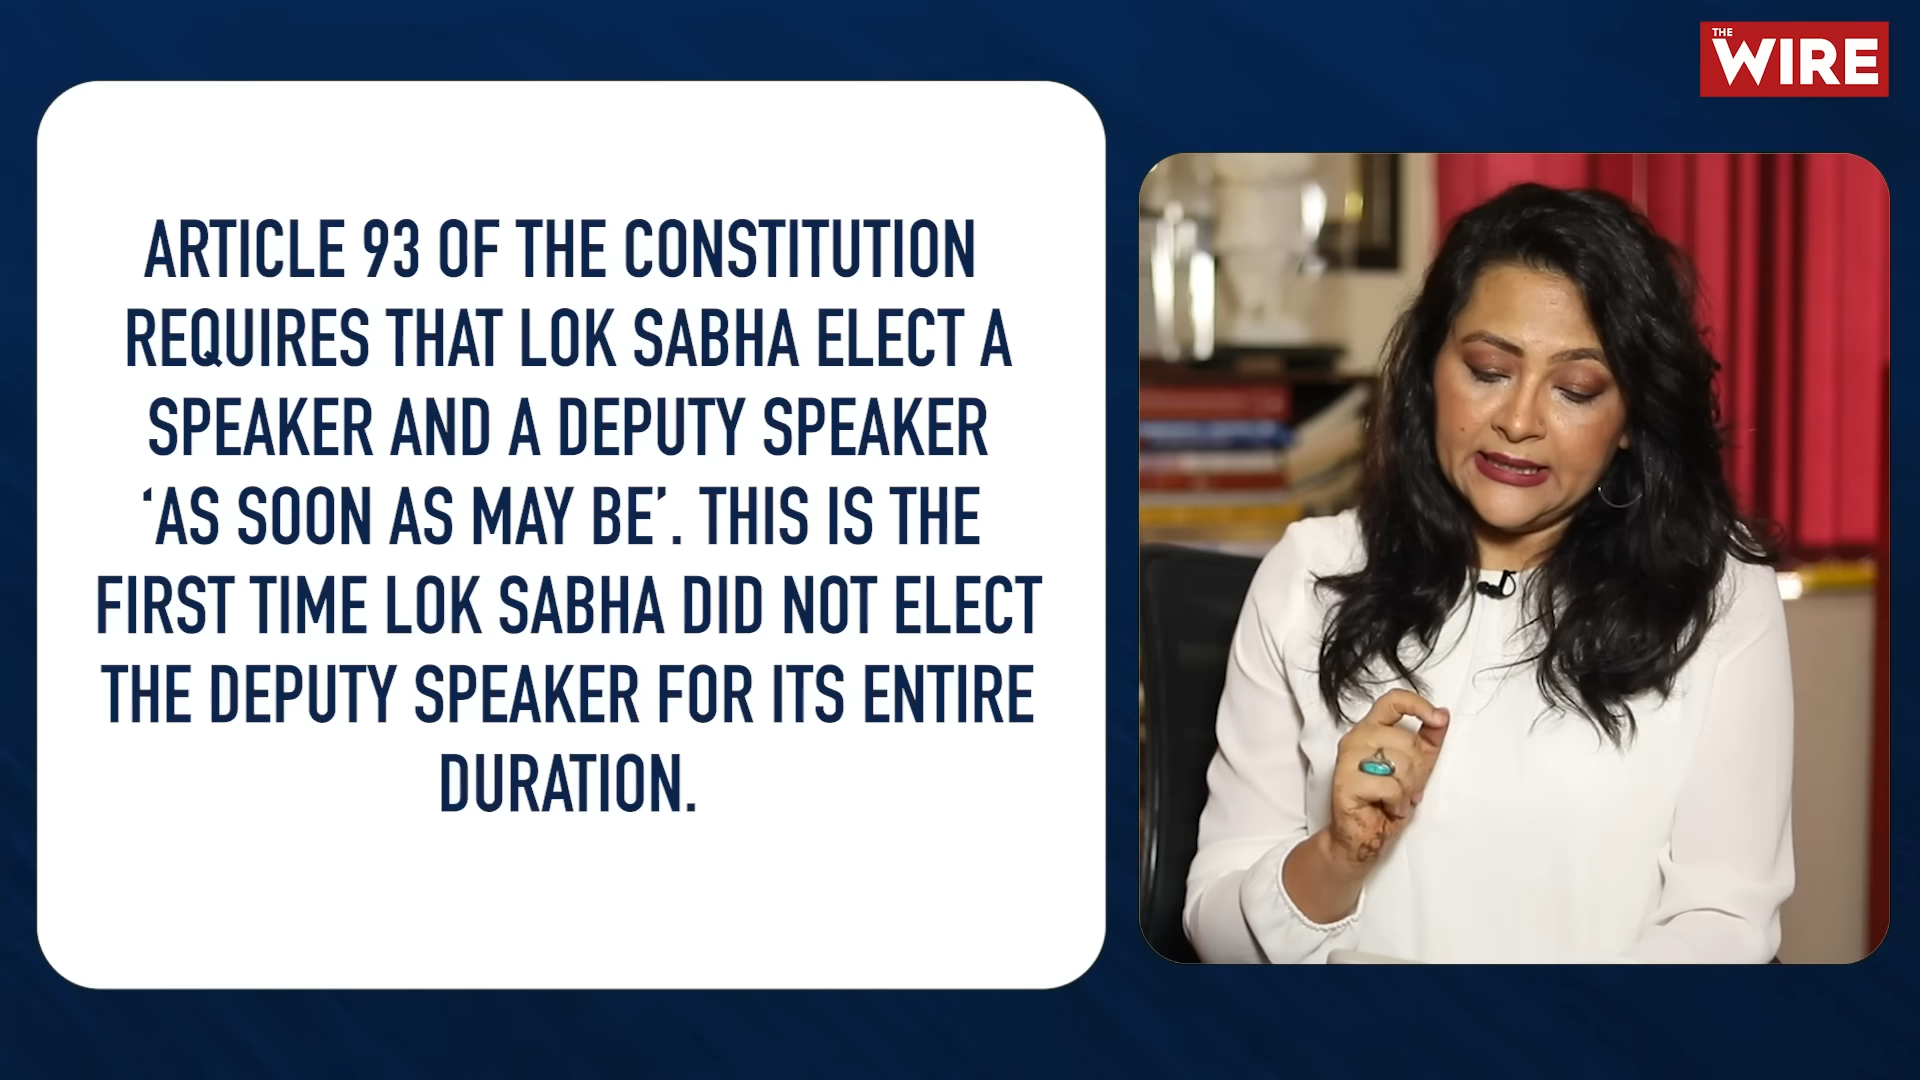 THE
WIRE
ARTICLE 93 OF THE CONSTITUTION
REQUIRES THAT LOK SABHA ELECT A
SPEAKER AND A DEPUTY SPEAKER
‘AS SOON AS MAY BE’. THIS IS THE
FIRST TIME LOK SABHA DID NOT ELECT
THE DEPUTY SPEAKER FOR ITS ENTIRE
DURATION.